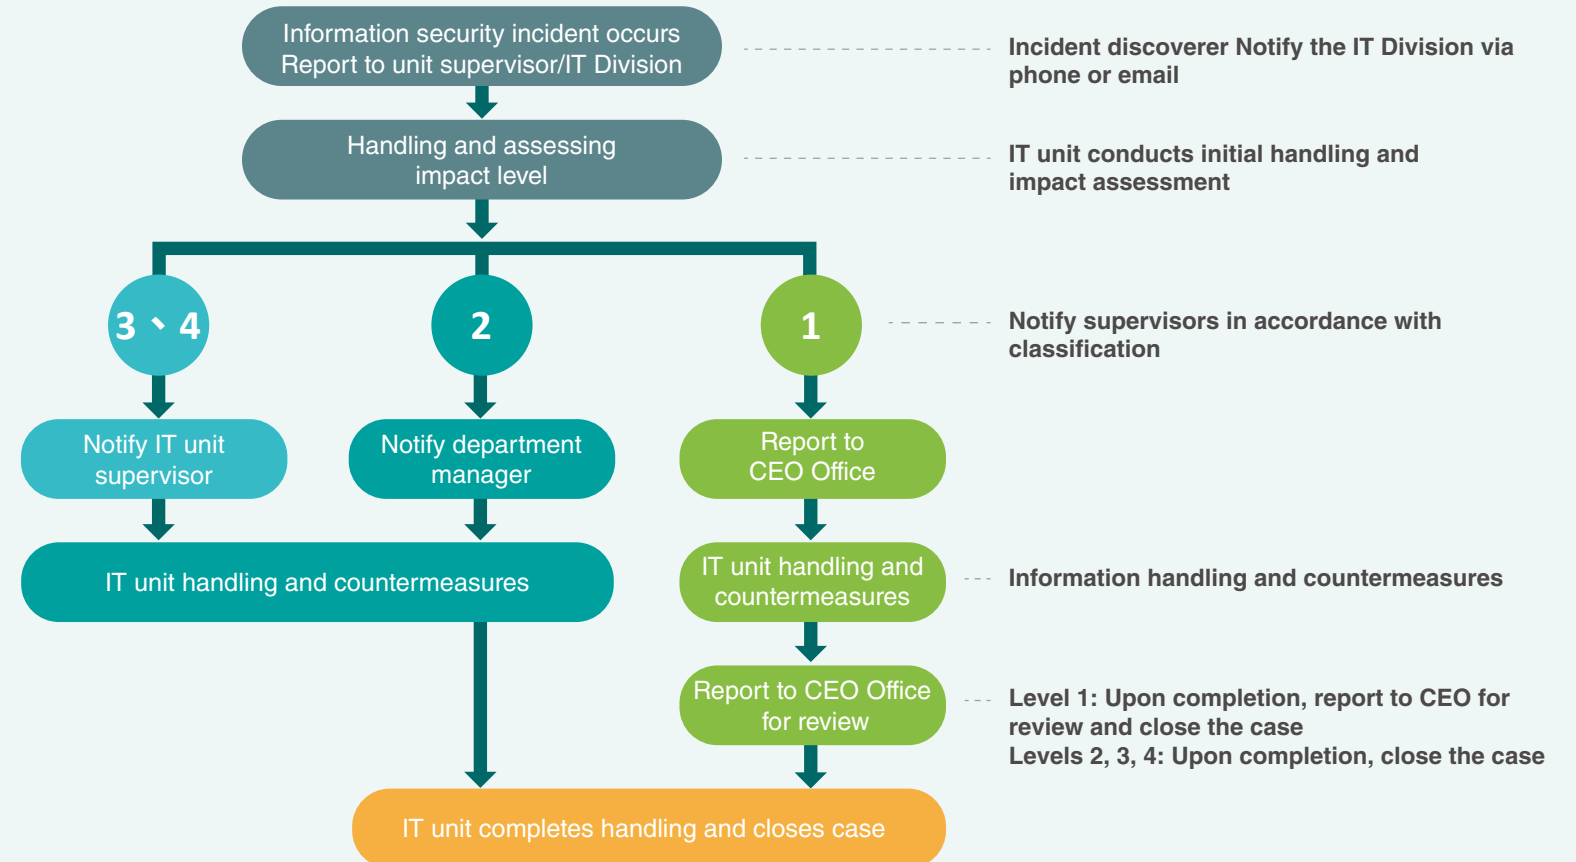 Information security incident occurs
Report to unit supervisor/IT Division
Incident discoverer Notify the IT Division via
phone or email
Handling and assessing
impact level
IT unit conducts initial handling and
impact assessment
3、4
2
1
Notify supervisors in accordance with
classification
Notify IT unit
supervisor
Notify department
manager
Report to
CEO Office
IT unit handling and countermeasures
IT unit handling and
countermeasures
Information handling and countermeasures
Report to CEO Office
for review
Level 1: Upon completion, report to CEO for
review and close the case
Levels 2, 3, 4: Upon completion, close the case
IT unit completes handling and closes case